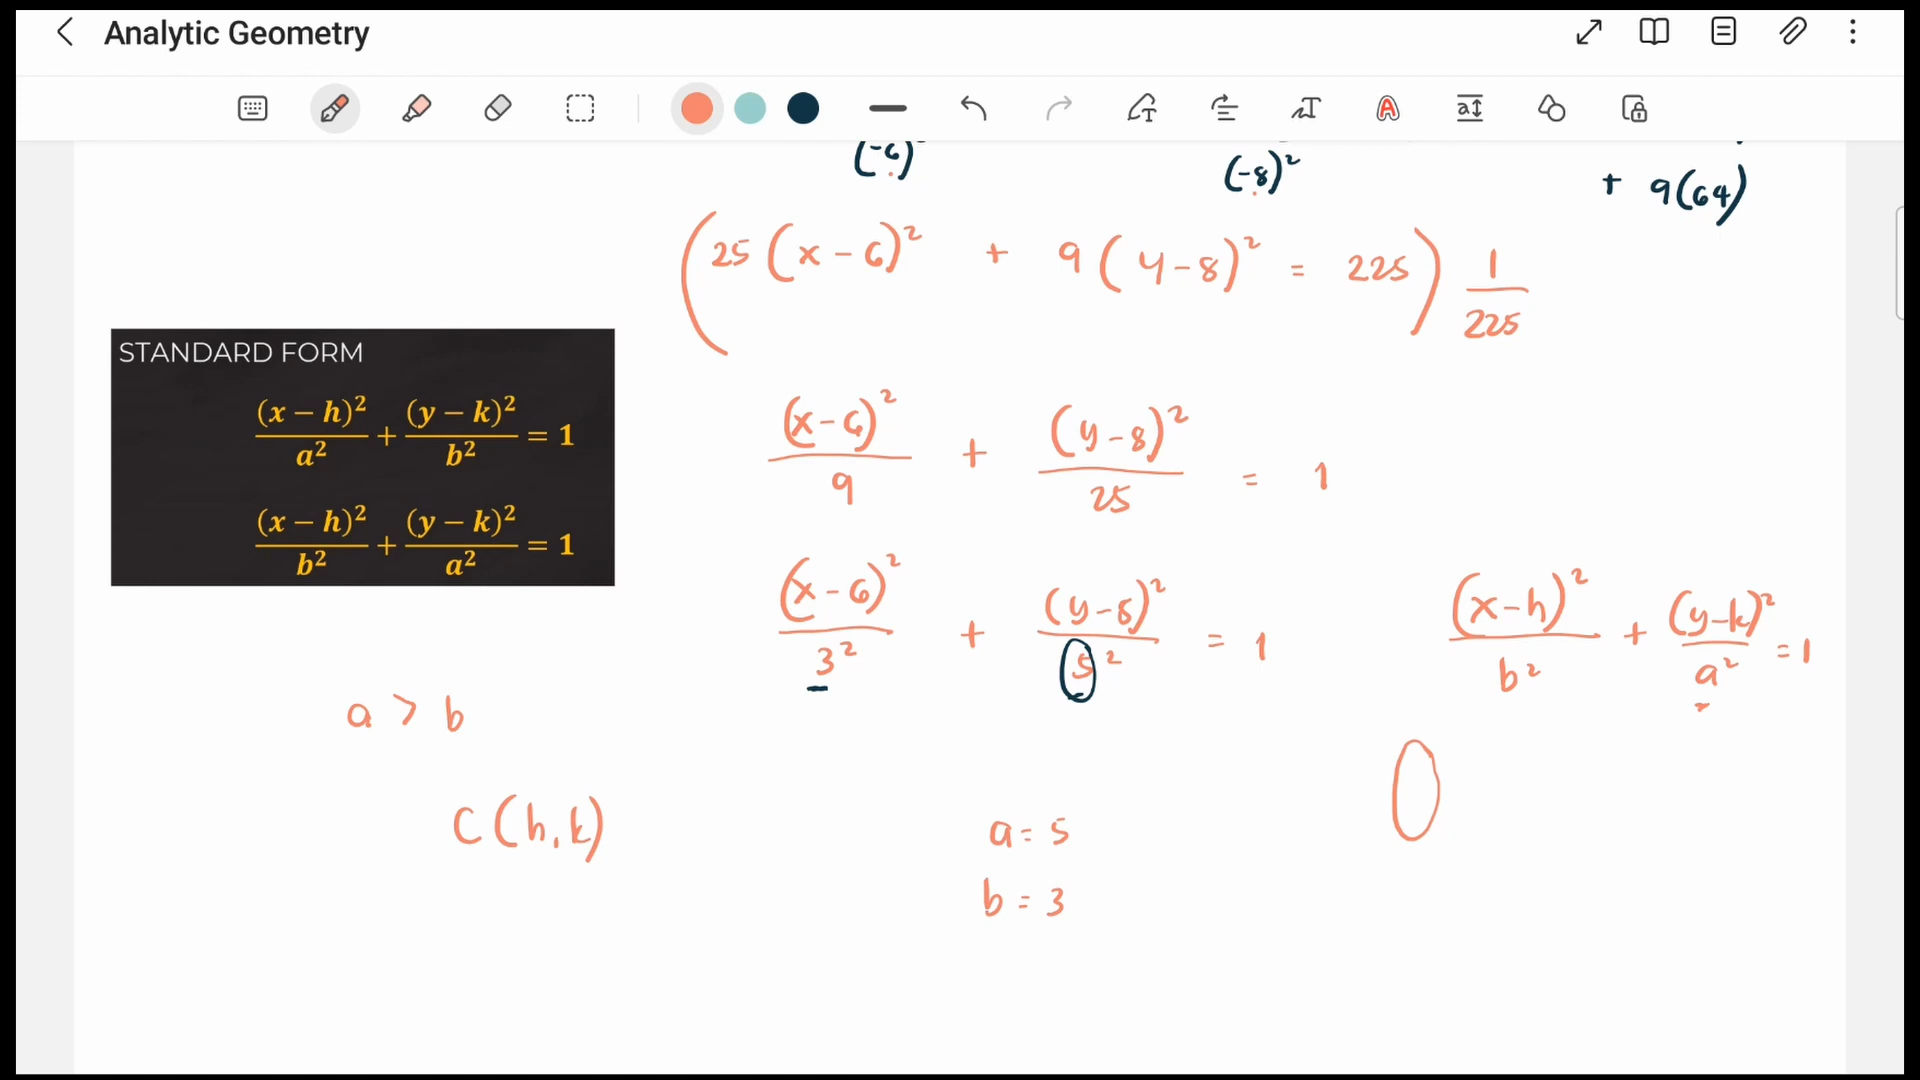 Analytic Geometry
(-6)²
(-8)²
+ 9(64)
(25(x-6)² + 9(y-8)² = 225) 1/225
STANDARD FORM
(x − h)²/a² + (y − k)²/b² = 1
(x − h)²/b² + (y − k)²/a² = 1
(x-6)²/9 + (y-8)²/25 = 1
(x-6)²/3² + (y-8)²/5² = 1
(x-h)²/b² + (y-k)²/a² = 1
a > b
C(h,k)
a = 5
b = 3